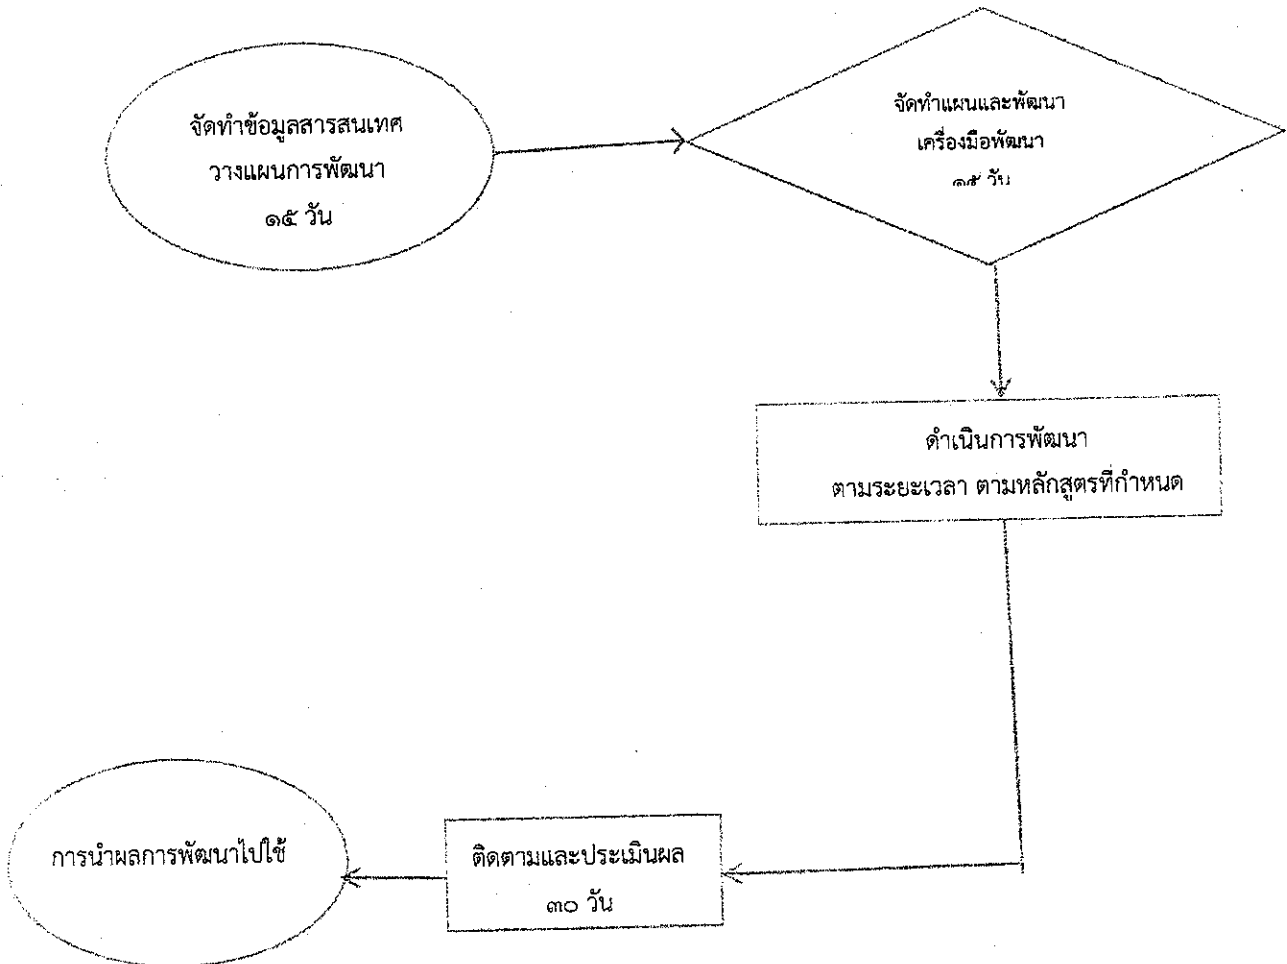 จัดทำข้อมูลสารสนเทศ
วางแผนการพัฒนา
๑๕ วัน
จัดทำแผนและพัฒนา
เครื่องมือพัฒนา
๑๕ วัน
ดำเนินการพัฒนา
ตามระยะเวลา ตามหลักสูตรที่กำหนด
ติดตามและประเมินผล
๓๐ วัน
การนำผลการพัฒนาไปใช้